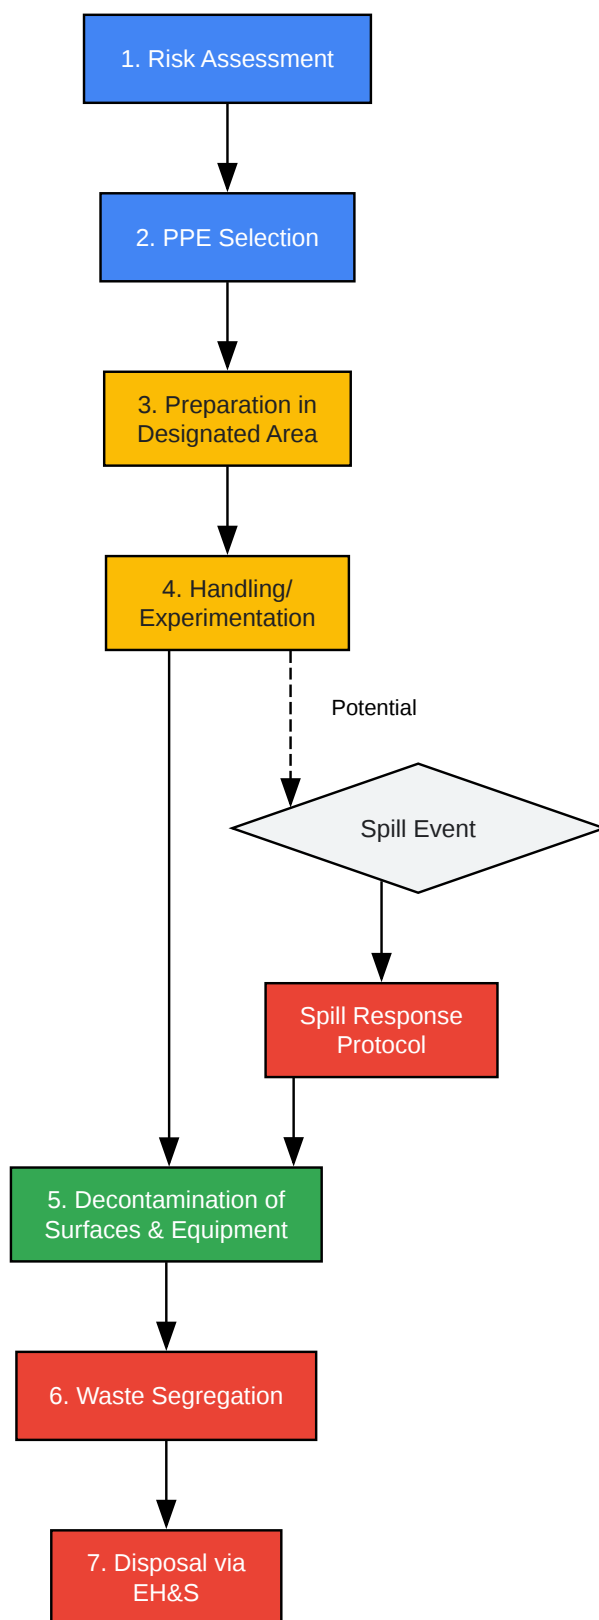 1. Risk Assessment
2. PPE Selection
3. Preparation in
Designated Area
4. Handling/
Experimentation
Potential
Spill Event
Spill Response
Protocol
5. Decontamination of
Surfaces & Equipment
6. Waste Segregation
7. Disposal via
EH&S